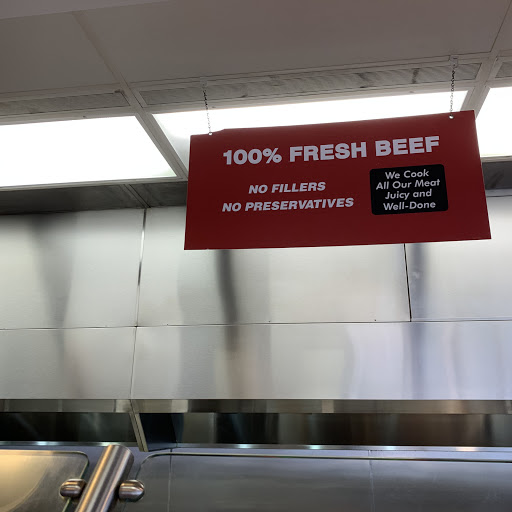 100% FRESH BEEF
NO FILLERS
NO PRESERVATIVES
We Cook
All Our Meat
Juicy and
Well-Done